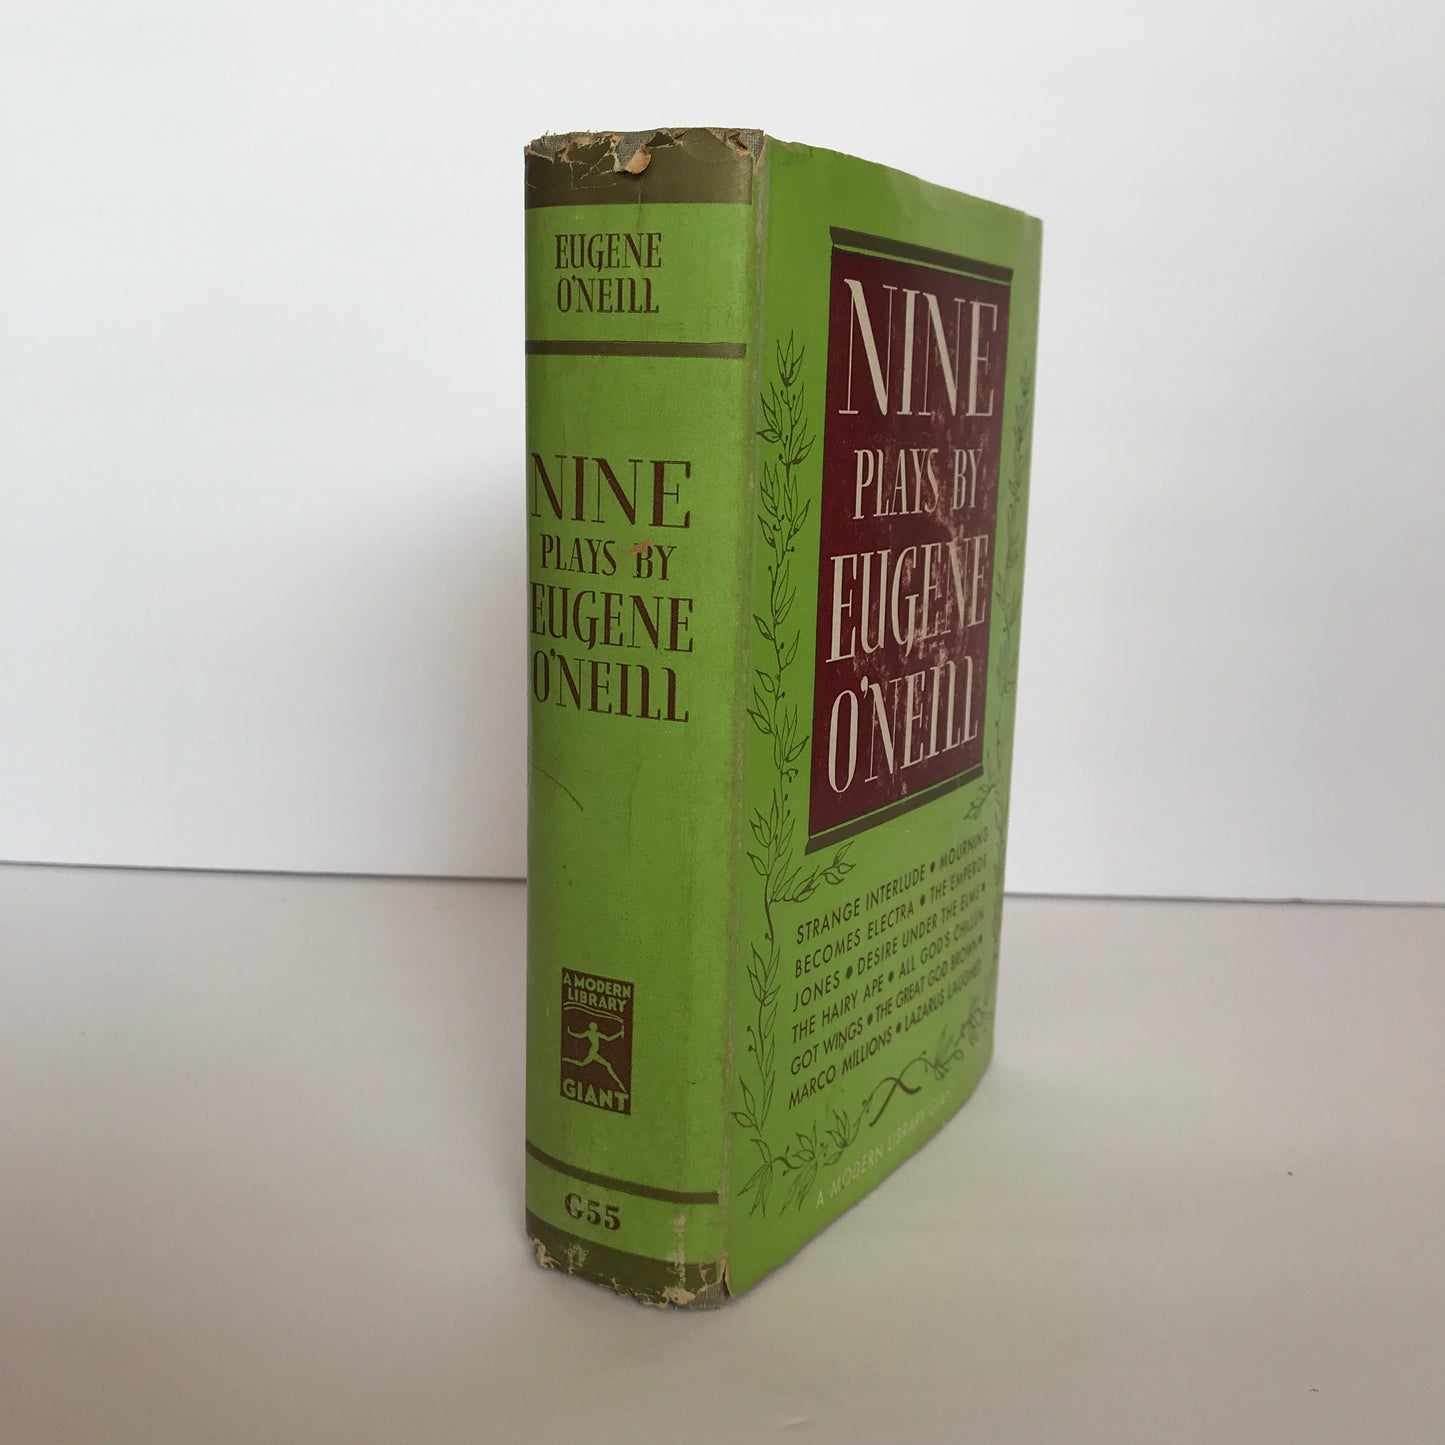 EUGENE
O'NEILL
NINE
PLAYS BY
EUGENE
O'NEILL
A MODERN
LIBRARY
GIANT
G55
NINE
PLAYS BY
EUGENE
O'NEILL
STRANGE INTERLUDE • MOURNING
BECOMES ELECTRA • THE EMPEROR
JONES • DESIRE UNDER THE ELMS •
THE HAIRY APE • ALL GOD'S CHILLUN
GOT WINGS • THE GREAT GOD BROWN •
MARCO MILLIONS • LAZARUS LAUGHED
A MODERN LIBRARY GIANT